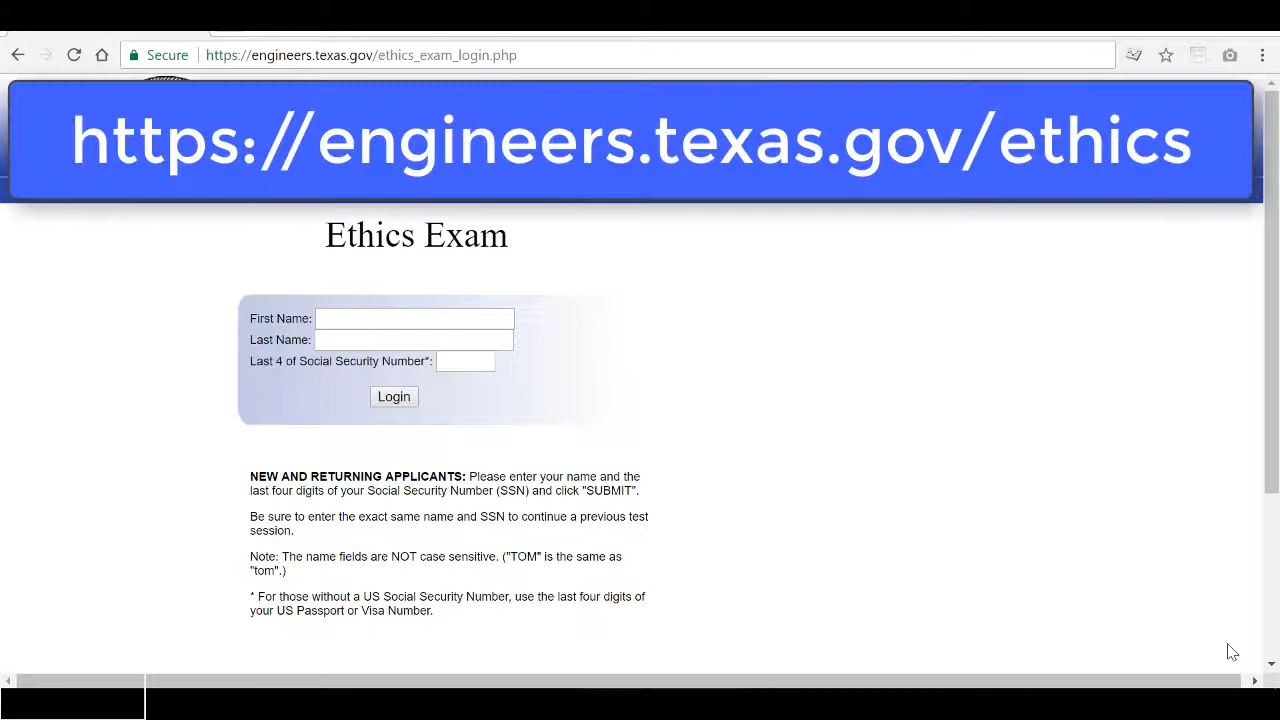 Secure
https://engineers.texas.gov/ethics_exam_login.php
https://engineers.texas.gov/ethics
Ethics Exam
First Name:
Last Name:
Last 4 of Social Security Number*:
Login
NEW AND RETURNING APPLICANTS: Please enter your name and the
last four digits of your Social Security Number (SSN) and click "SUBMIT".
Be sure to enter the exact same name and SSN to continue a previous test
session.
Note: The name fields are NOT case sensitive. ("TOM" is the same as
"tom".)
* For those without a US Social Security Number, use the last four digits of
your US Passport or Visa Number.